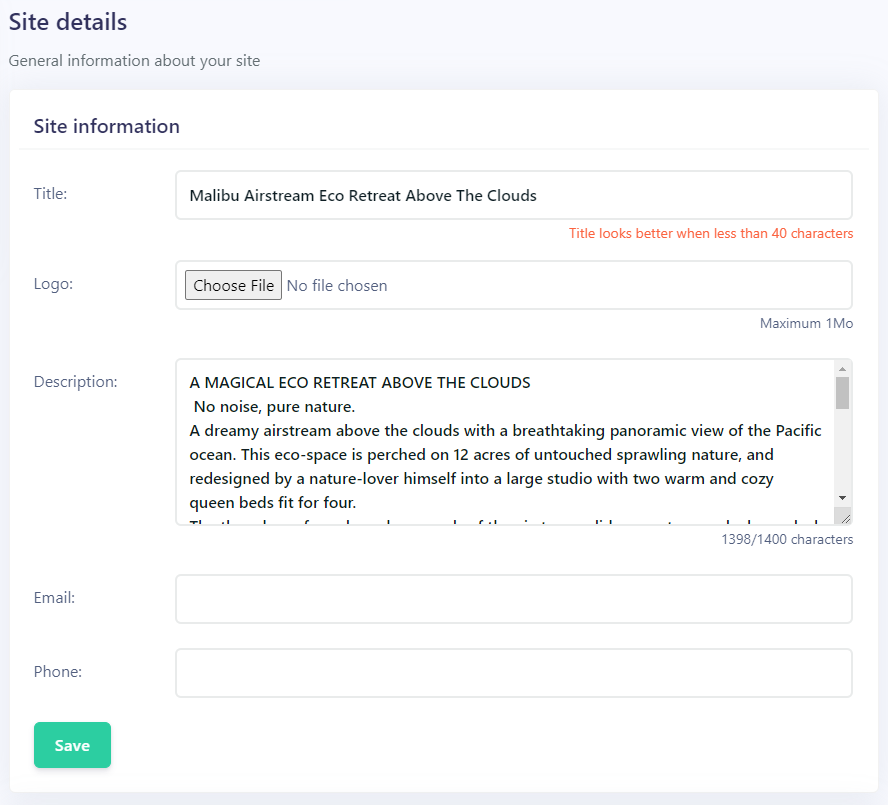 Site details
General information about your site
Site information
Title:
Malibu Airstream Eco Retreat Above The Clouds
Title looks better when less than 40 characters
Logo:
Choose File No file chosen
Maximum 1Mo
Description:
A MAGICAL ECO RETREAT ABOVE THE CLOUDS
No noise, pure nature.
A dreamy airstream above the clouds with a breathtaking panoramic view of the Pacific
ocean. This eco-space is perched on 12 acres of untouched sprawling nature, and
redesigned by a nature-lover himself into a large studio with two warm and cozy
queen beds fit for four.
1398/1400 characters
Email:
Phone:
Save